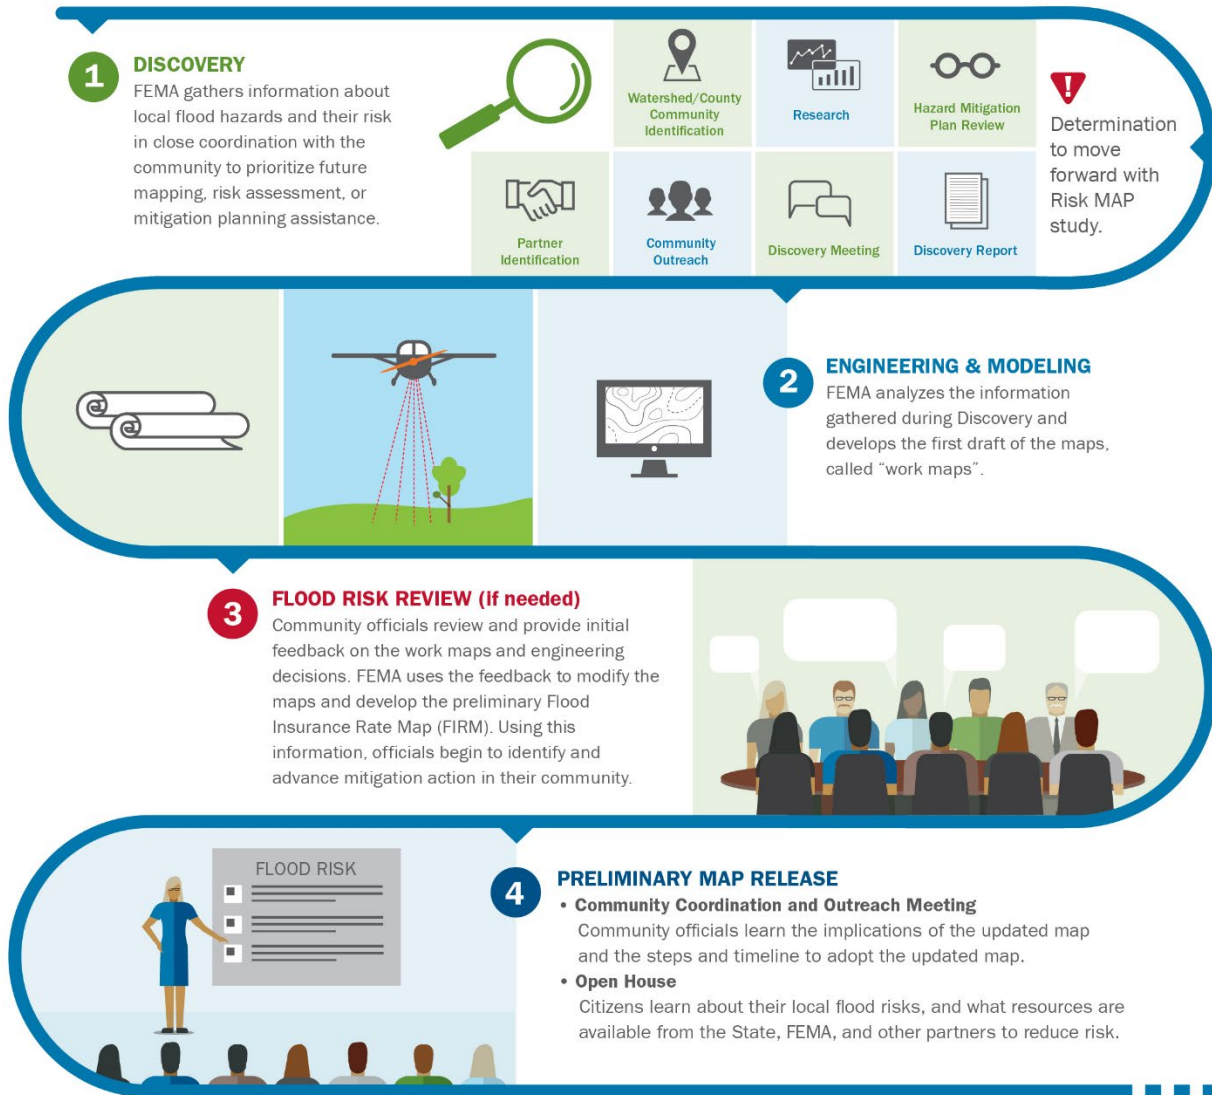 1
DISCOVERY
FEMA gathers information about
local flood hazards and their risk
in close coordination with the
community to prioritize future
mapping, risk assessment, or
mitigation planning assistance.
Watershed/County
Community
Identification
Research
Hazard Mitigation
Plan Review
Partner
Identification
Community
Outreach
Discovery Meeting
Discovery Report
!
Determination
to move
forward with
Risk MAP
study.
2
ENGINEERING & MODELING
FEMA analyzes the information
gathered during Discovery and
develops the first draft of the maps,
called “work maps”.
3
FLOOD RISK REVIEW (if needed)
Community officials review and provide initial
feedback on the work maps and engineering
decisions. FEMA uses the feedback to modify the
maps and develop the preliminary Flood
Insurance Rate Map (FIRM). Using this
information, officials begin to identify and
advance mitigation action in their community.
FLOOD RISK
4
PRELIMINARY MAP RELEASE
• Community Coordination and Outreach Meeting
Community officials learn the implications of the updated map
and the steps and timeline to adopt the updated map.
• Open House
Citizens learn about their local flood risks, and what resources are
available from the State, FEMA, and other partners to reduce risk.